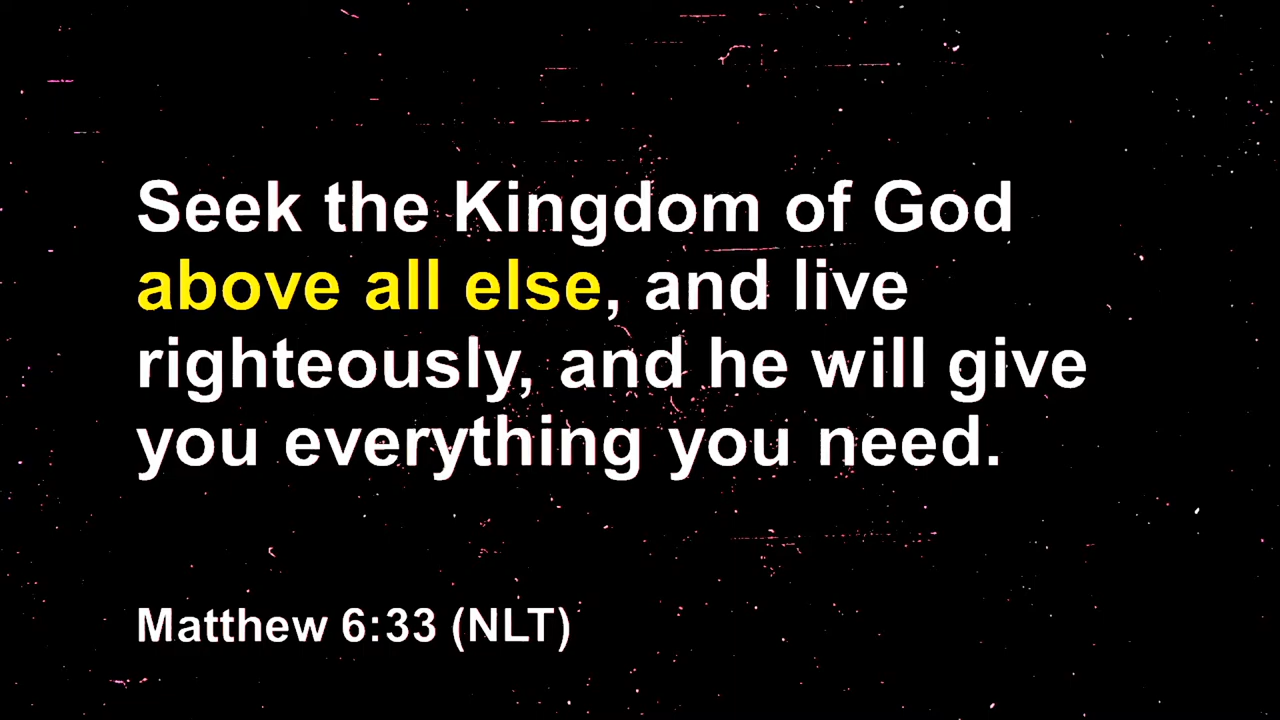 Seek the Kingdom of God
above all else, and live
righteously, and he will give
you everything you need.
Matthew 6:33 (NLT)